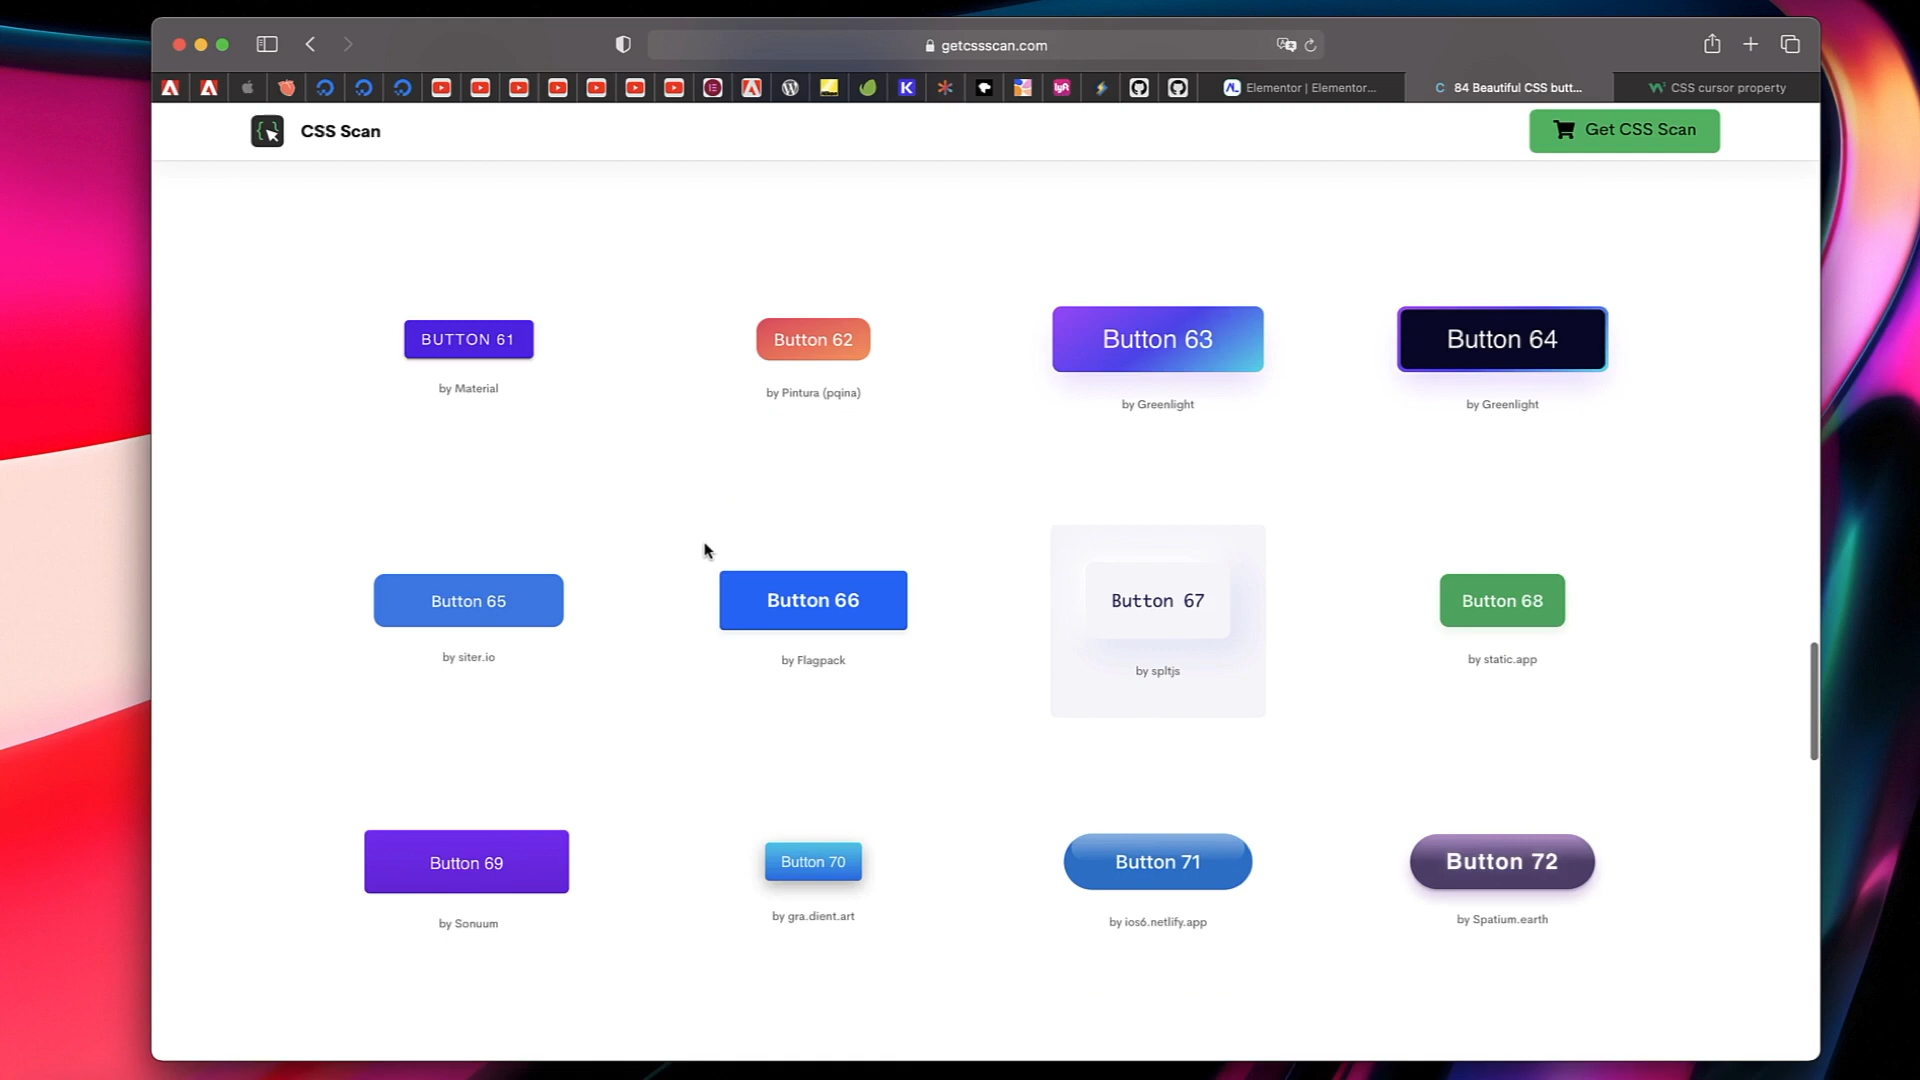 getcssscan.com
Elementor | Elementor...
C 84 Beautiful CSS butt...
CSS cursor property
CSS Scan
Get CSS Scan
BUTTON 61
Button 62
Button 63
Button 64
by Material
by Pintura (pqina)
by Greenlight
by Greenlight
Button 65
Button 66
Button 67
Button 68
by siter.io
by Flagpack
by spltjs
by static.app
Button 69
Button 70
Button 71
Button 72
by Sonuum
by gra.dient.art
by ios6.netlify.app
by Spatium.earth